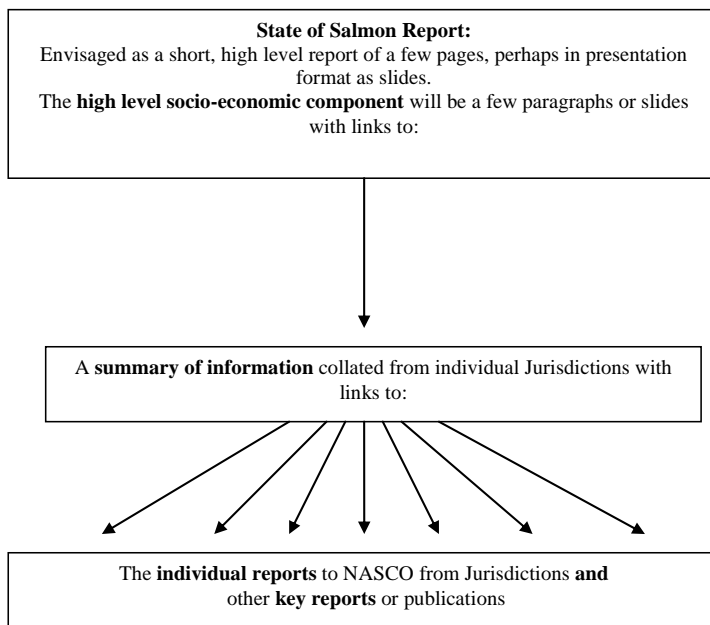 State of Salmon Report:
Envisaged as a short, high level report of a few pages, perhaps in presentation
format as slides.
The high level socio-economic component will be a few paragraphs or slides
with links to:
A summary of information collated from individual Jurisdictions with
links to:
The individual reports to NASCO from Jurisdictions and
other key reports or publications